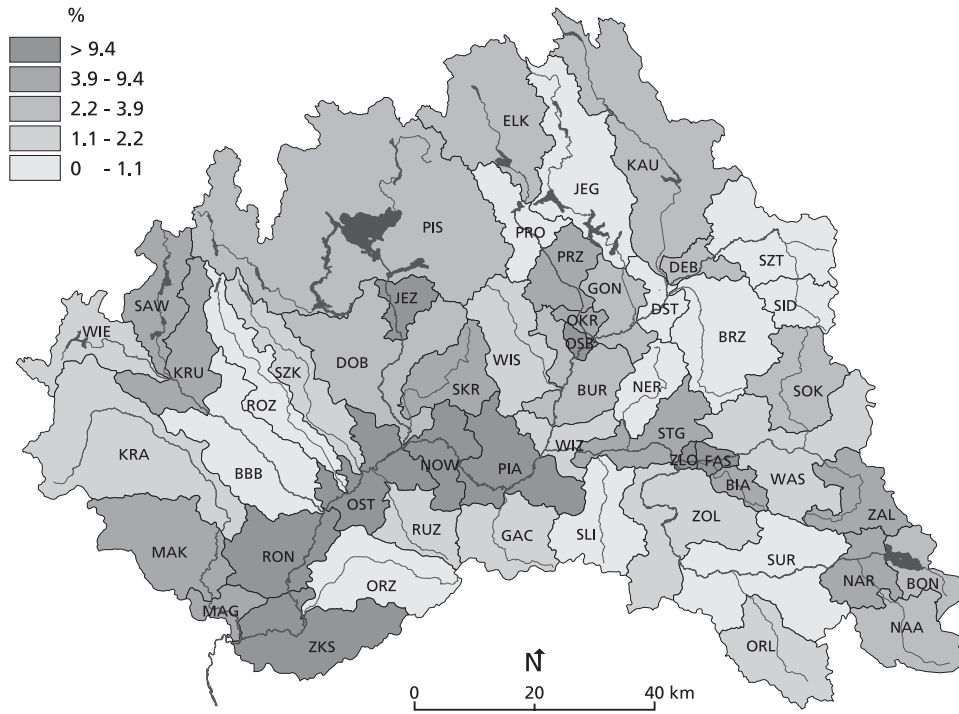 %
> 9.4
3.9 - 9.4
2.2 - 3.9
1.1 - 2.2
0 - 1.1
ELK
KAU
JEG
PIS
PRO
PRZ
DEB
SZT
GON
JEZ
SAW
DST
SID
WIE
OKR
OSB
BRZ
DOB
WIS
SZK
KRU
SKR
BUR
NER
SOK
ROZ
STG
WIZ
KRA
BBB
NOW
PIA
ZLO
FAS
WAS
BIA
OST
ZOL
ZAL
RUZ
GAC
SLI
MAK
RON
SUR
ORZ
NAR
BON
MAG
NAA
ZKS
ORL
N
0 20 40 km